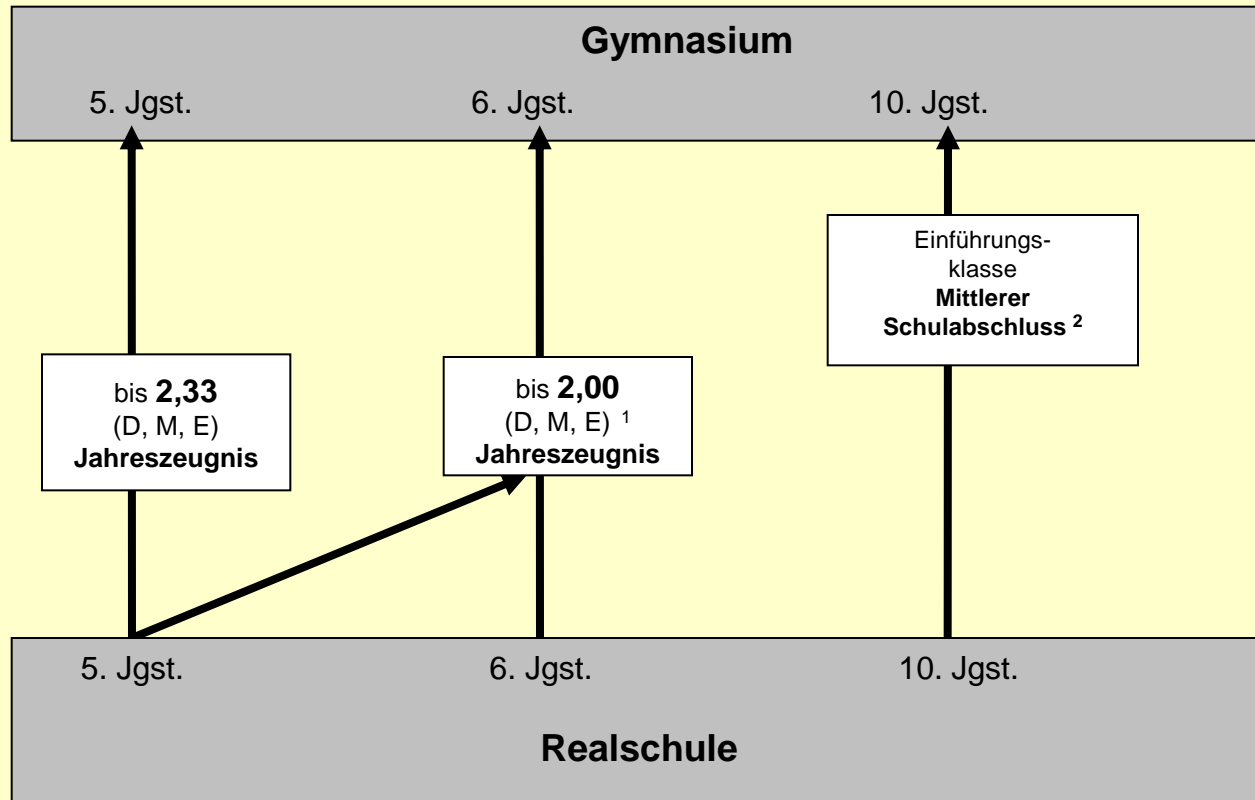 Gymnasium
5. Jgst.
6. Jgst.
10. Jgst.
Einführungs-
klasse
Mittlerer
Schulabschluss ²
bis 2,33
(D, M, E)
Jahreszeugnis
bis 2,00
(D, M, E) ¹
Jahreszeugnis
5. Jgst.
6. Jgst.
10. Jgst.
Realschule